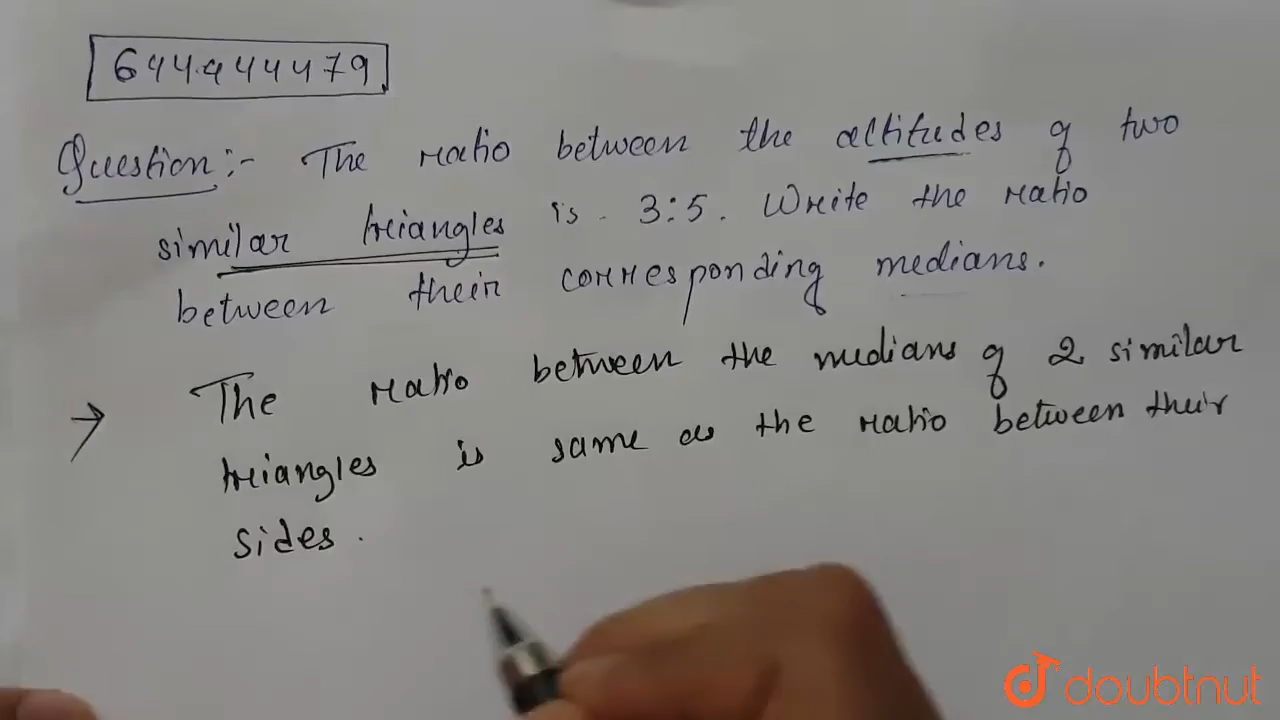 644444479
Question:- The ratio between the altitudes of two
similar triangles is. 3:5. Write the ratio
between their corresponding medians.
→ The ratio between the medians of 2 similar
triangles is same as the ratio between their
sides.
doubtnut